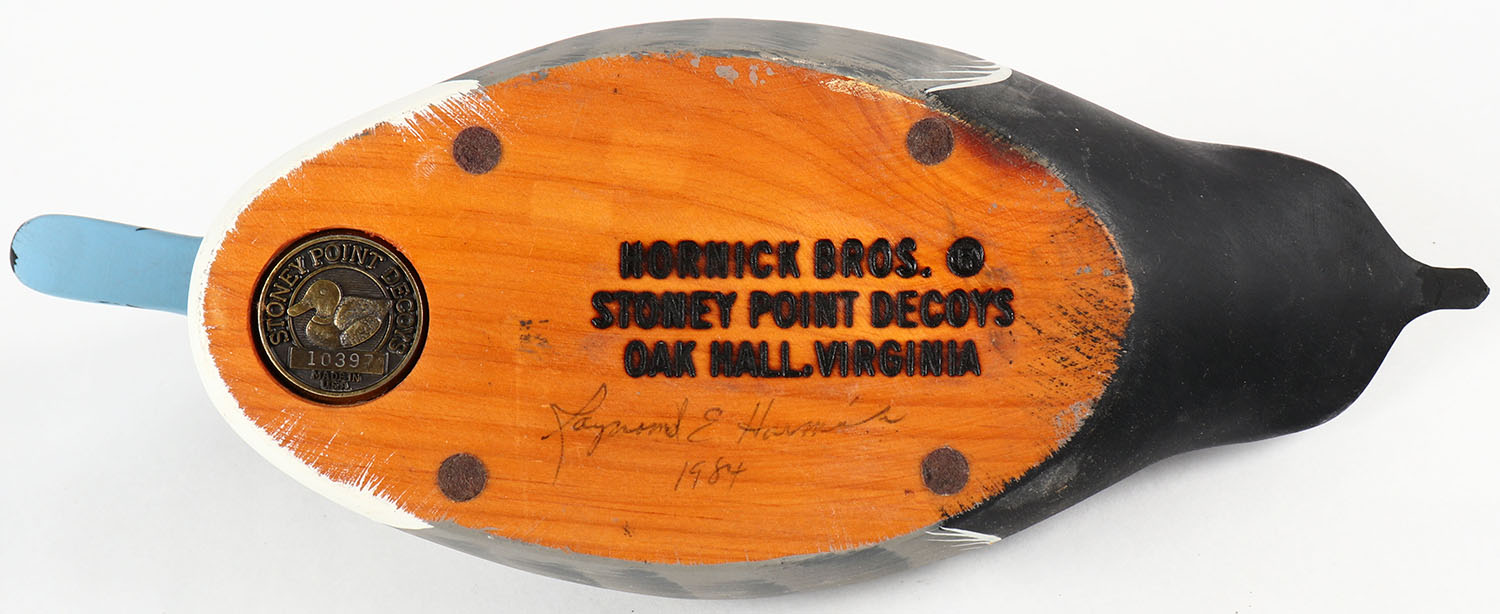 STONEY POINT DECOYS
10397
MADE IN
U.S.A.
HORNICK BROS.
STONEY POINT DECOYS
OAK HALL, VIRGINIA
Raymond E Hornick
1984